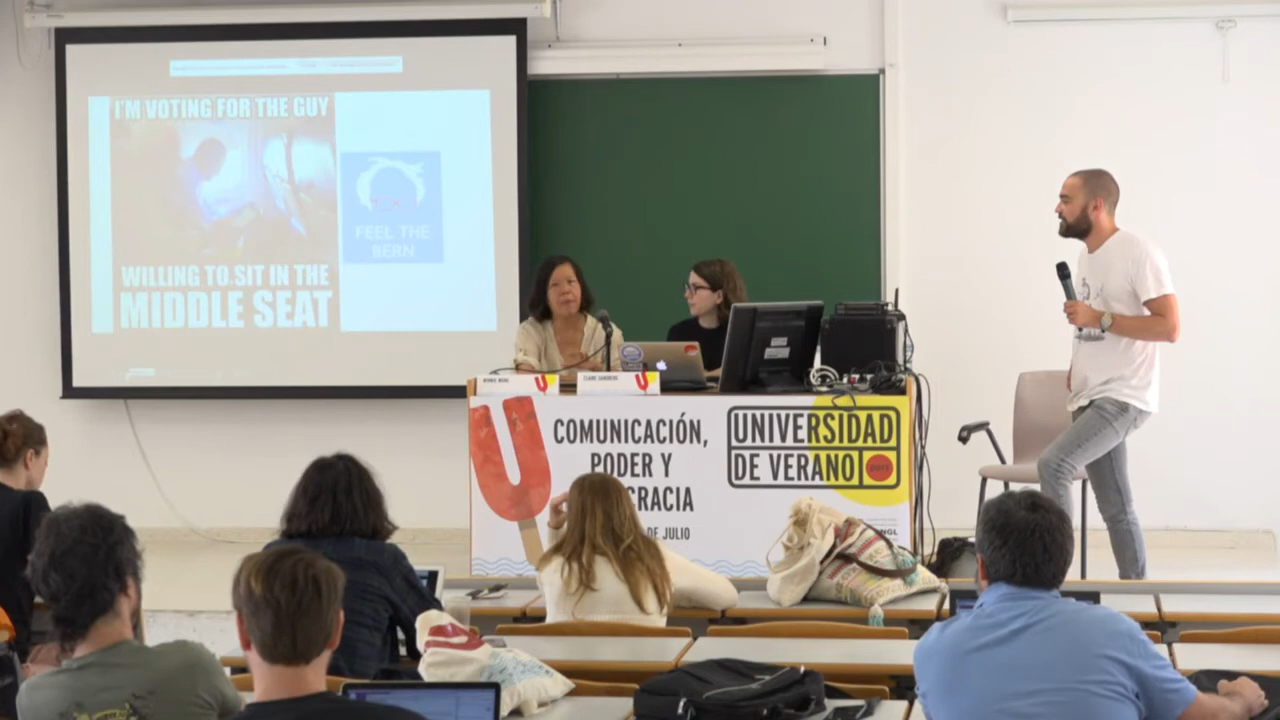 I'M VOTING FOR THE GUY
WILLING TO SIT IN THE
MIDDLE SEAT
FEEL THE
BERN
COMUNICACIÓN,
PODER Y
CRACIA
DE JULIO
UNIVERSIDAD
DE VERANO
2017